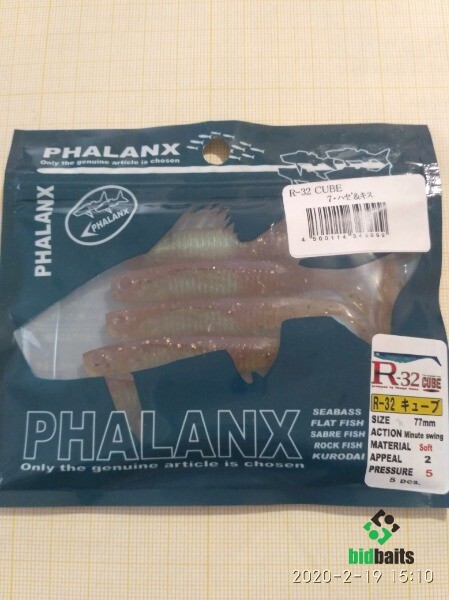 PHALANX
Only the genuine article is chosen
PHALANX
PHALANX
R-32 CUBE
7・ハゼ&キス
R-32
CUBE
R-32 キューブ
SIZE 77mm
ACTION Minute swing
MATERIAL Soft
APPEAL 2
PRESSURE 5
5 pcs.
PHALANX
Only the genuine article is chosen
SEABASS
FLAT FISH
SABRE FISH
ROCK FISH
KURODAI
bidbaits
2020-2-19 15:10